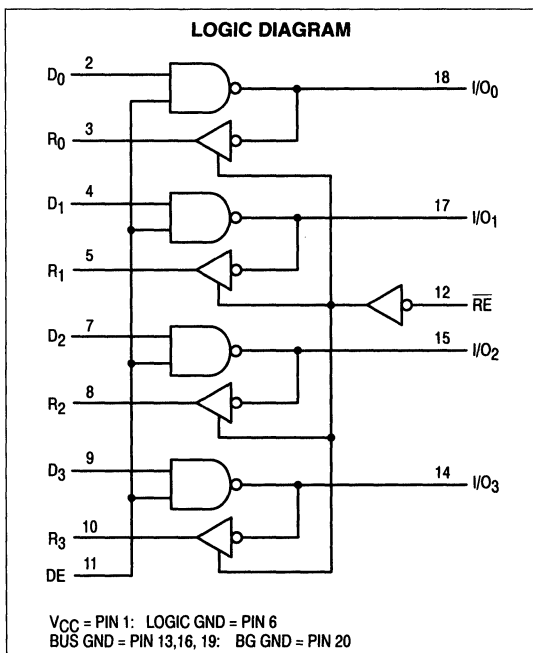 LOGIC DIAGRAM
D0 2
18 I/O0
R0 3
D1 4
17 I/O1
R1 5
12 R̅E̅
D2 7
15 I/O2
R2 8
D3 9
14 I/O3
R3 10
DE 11
VCC = PIN 1: LOGIC GND = PIN 6
BUS GND = PIN 13,16, 19: BG GND = PIN 20